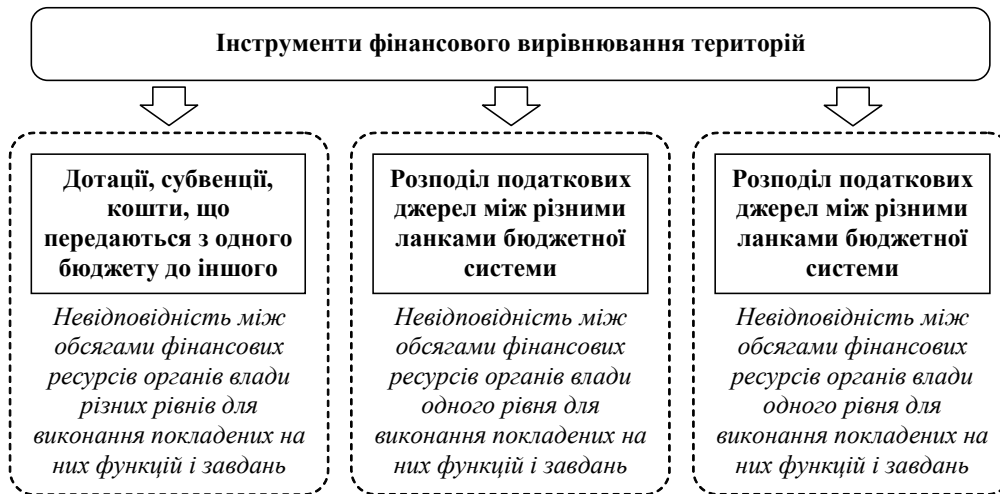 Інструменти фінансового вирівнювання територій
Дотації, субвенції,
кошти, що
передаються з одного
бюджету до іншого
Невідповідність між
обсягами фінансових
ресурсів органів влади
різних рівнів для
виконання покладених на
них функцій і завдань
Розподіл податкових
джерел між різними
ланками бюджетної
системи
Невідповідність між
обсягами фінансових
ресурсів органів влади
одного рівня для
виконання покладених на
них функцій і завдань
Розподіл податкових
джерел між різними
ланками бюджетної
системи
Невідповідність між
обсягами фінансових
ресурсів органів влади
одного рівня для
виконання покладених на
них функцій і завдань